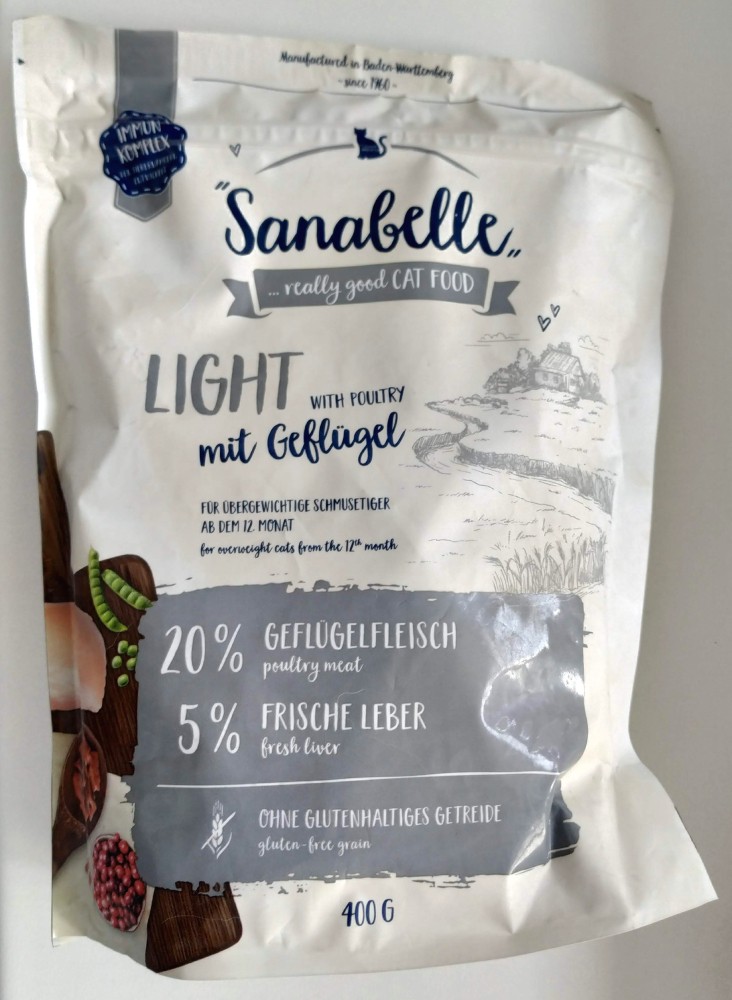 Manufactured in Baden-Württemberg
- since 1960 -
IMMUN
KOMPLEX
"Sanabelle"
... really good CAT FOOD
LIGHT WITH POULTRY
mit Geflügel
FÜR ÜBERGEWICHTIGE SCHMUSETIGER
AB DEM 12. MONAT
for overweight cats from the 12th month
20% GEFLÜGELFLEISCH
poultry meat
5% FRISCHE LEBER
fresh liver
OHNE GLUTENHALTIGES GETREIDE
gluten-free grain
400 G